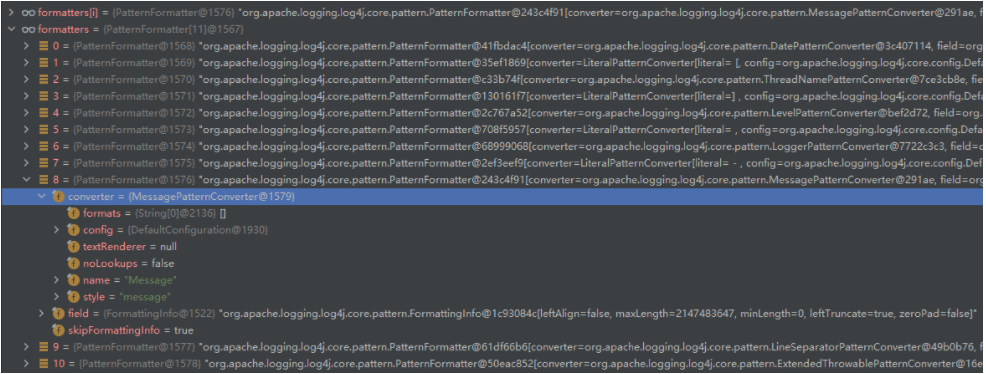 formatters[i] = {PatternFormatter@1576} "org.apache.logging.log4j.core.pattern.PatternFormatter@243c4f91[converter=org.apache.logging.log4j.core.pattern.MessagePatternConverter@291ae, f
formatters = {PatternFormatter[11]@1567}
0 = {PatternFormatter@1568} "org.apache.logging.log4j.core.pattern.PatternFormatter@41fbdac4[converter=org.apache.logging.log4j.core.pattern.DatePatternConverter@3c407114, field=org
1 = {PatternFormatter@1569} "org.apache.logging.log4j.core.pattern.PatternFormatter@35ef1869[converter=LiteralPatternConverter[literal= [, config=org.apache.logging.log4j.core.config.Defa
2 = {PatternFormatter@1570} "org.apache.logging.log4j.core.pattern.PatternFormatter@c33b74f[converter=org.apache.logging.log4j.core.pattern.ThreadNamePatternConverter@7ce3cb8e, fie
3 = {PatternFormatter@1571} "org.apache.logging.log4j.core.pattern.PatternFormatter@130161f7[converter=LiteralPatternConverter[literal=] , config=org.apache.logging.log4j.core.config.Defa
4 = {PatternFormatter@1572} "org.apache.logging.log4j.core.pattern.PatternFormatter@2c767a52[converter=org.apache.logging.log4j.core.pattern.LevelPatternConverter@bef2d72, field=org.
5 = {PatternFormatter@1573} "org.apache.logging.log4j.core.pattern.PatternFormatter@708f5957[converter=LiteralPatternConverter[literal= , config=org.apache.logging.log4j.core.config.Defa
6 = {PatternFormatter@1574} "org.apache.logging.log4j.core.pattern.PatternFormatter@68999068[converter=org.apache.logging.log4j.core.pattern.LoggerPatternConverter@7722c3c3, field=o
7 = {PatternFormatter@1575} "org.apache.logging.log4j.core.pattern.PatternFormatter@2ef3eef9[converter=LiteralPatternConverter[literal= - , config=org.apache.logging.log4j.core.config.Def
8 = {PatternFormatter@1576} "org.apache.logging.log4j.core.pattern.PatternFormatter@243c4f91[converter=org.apache.logging.log4j.core.pattern.MessagePatternConverter@291ae, field=org
converter = {MessagePatternConverter@1579}
formats = {String[0]@2136} []
config = {DefaultConfiguration@1930}
textRenderer = null
noLookups = false
name = "Message"
style = "message"
field = {FormattingInfo@1522} "org.apache.logging.log4j.core.pattern.FormattingInfo@1c93084c[leftAlign=false, maxLength=2147483647, minLength=0, leftTruncate=true, zeroPad=false]"
skipFormattingInfo = true
9 = {PatternFormatter@1577} "org.apache.logging.log4j.core.pattern.PatternFormatter@61df66b6[converter=org.apache.logging.log4j.core.pattern.LineSeparatorPatternConverter@49b0b76, f
10 = {PatternFormatter@1578} "org.apache.logging.log4j.core.pattern.PatternFormatter@50eac852[converter=org.apache.logging.log4j.core.pattern.ExtendedThrowablePatternConverter@16e